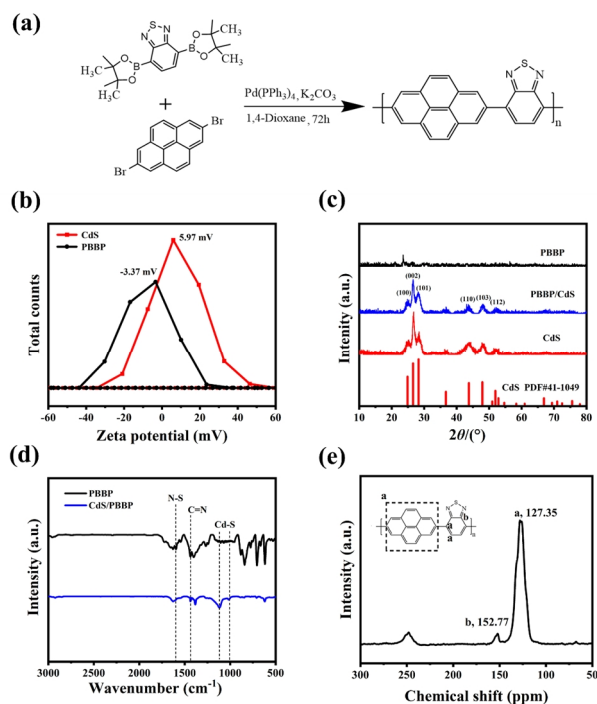 (a)
N S N
H₃C
H₃C
O
O
B
B
O
O
CH₃
CH₃
+
Br
Br
Pd(PPh₃)₄, K₂CO₃
1,4-Dioxane, 72h
N S N
n
(b)
CdS
PBBP
5.97 mV
-3.37 mV
Total counts
-60 -40 -20 0 20 40 60
Zeta potential (mV)
(c)
PBBP
(002)
(100)
(101)
(110)
(103)
(112)
PBBP/CdS
CdS
CdS PDF#41-1049
Intenity (a.u.)
10 20 30 40 50 60 70 80
2θ/(°)
(d)
PBBP
CdS/PBBP
N-S
C=N
Cd-S
Intensity (a.u.)
3000 2500 2000 1500 1000 500
Wavenumber (cm⁻¹)
(e)
a
N S N
b
a
a
n
a, 127.35
b, 152.77
Intensity (a.u.)
300 250 200 150 100 50
Chemical shift (ppm)